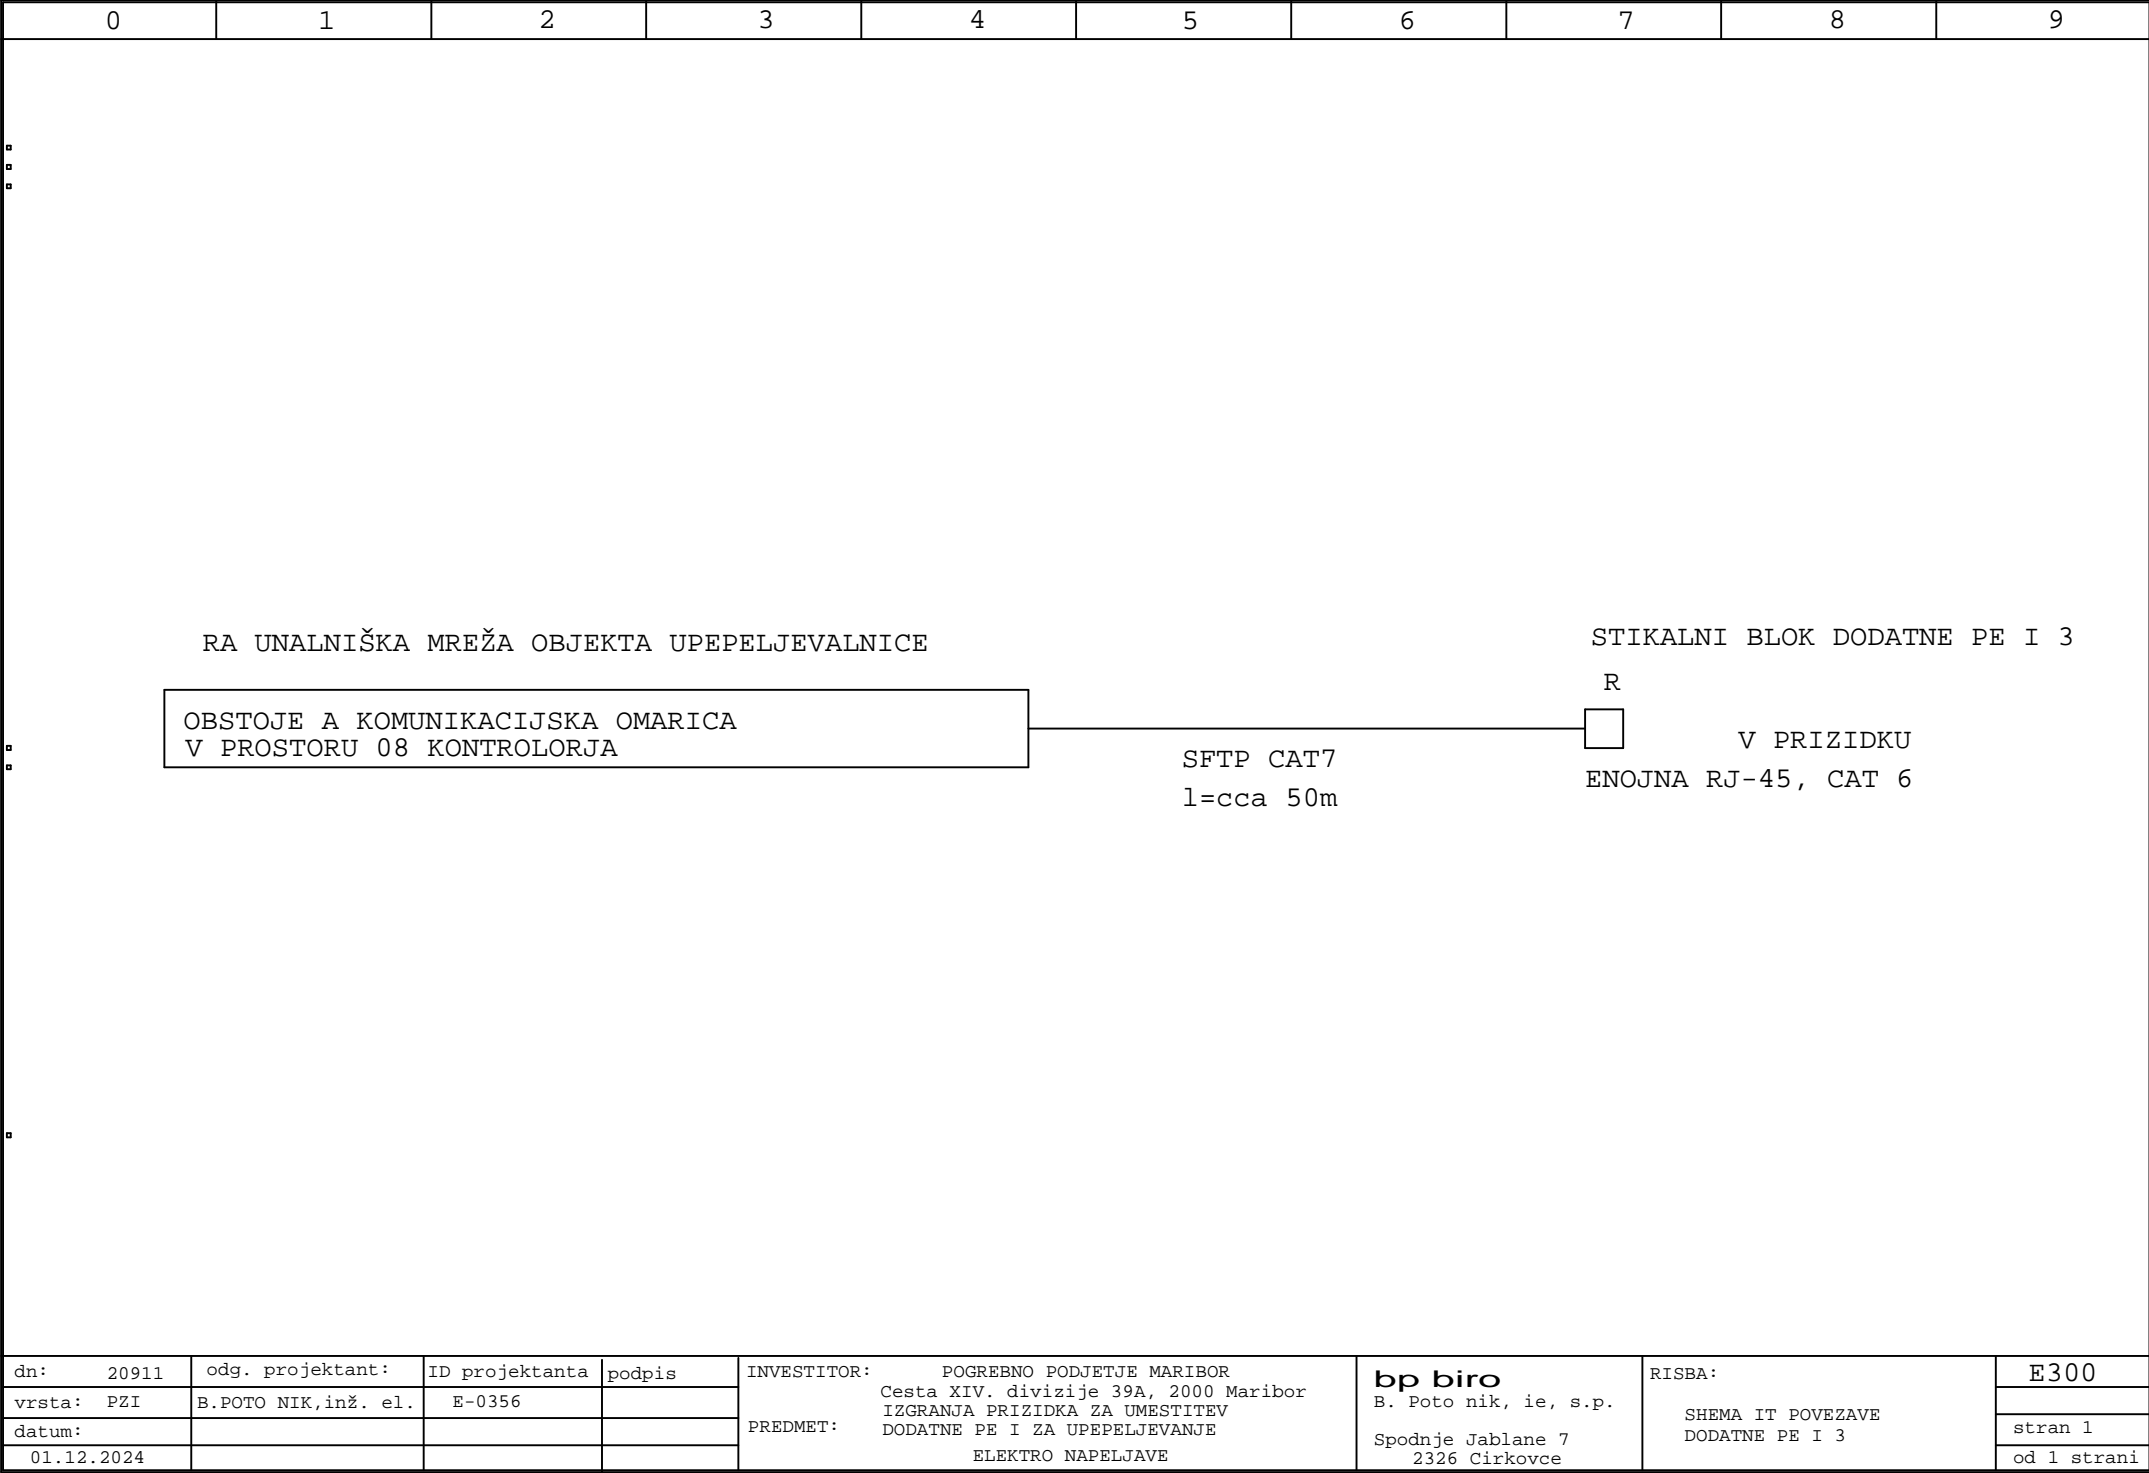 0 1 2 3 4 5 6 7 8 9
RA UNALNIŠKA MREŽA OBJEKTA UPEPELJEVALNICE
OBSTOJE A KOMUNIKACIJSKA OMARICA
V PROSTORU 08 KONTROLORJA
SFTP CAT7
l=cca 50m
STIKALNI BLOK DODATNE PE I 3
R
V PRIZIDKU
ENOJNA RJ-45, CAT 6
dn: 20911
vrsta: PZI
datum:
01.12.2024
odg. projektant:
B.POTO NIK,inž. el.
ID projektanta
E-0356
podpis
INVESTITOR: POGREBNO PODJETJE MARIBOR
Cesta XIV. divizije 39A, 2000 Maribor
IZGRANJA PRIZIDKA ZA UMESTITEV
PREDMET: DODATNE PE I ZA UPEPELJEVANJE
ELEKTRO NAPELJAVE
bp biro
B. Poto nik, ie, s.p.
Spodnje Jablane 7
2326 Cirkovce
RISBA:
SHEMA IT POVEZAVE
DODATNE PE I 3
E300
stran 1
od 1 strani